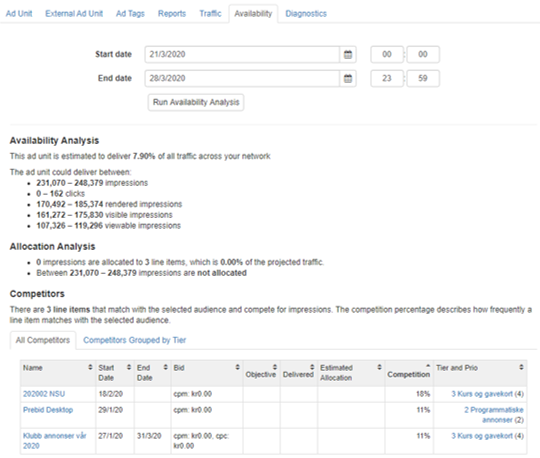 Ad Unit External Ad Unit Ad Tags Reports Traffic Availability Diagnostics
Start date 21/3/2020 00 : 00
End date 28/3/2020 23 : 59
Run Availability Analysis
Availability Analysis
This ad unit is estimated to deliver 7.90% of all traffic across your network
The ad unit could deliver between:
• 231,070 – 248,379 impressions
• 0 – 162 clicks
• 170,492 – 185,374 rendered impressions
• 161,272 – 175,830 visible impressions
• 107,326 – 119,296 viewable impressions
Allocation Analysis
• 0 impressions are allocated to 3 line items, which is 0.00% of the projected traffic.
• Between 231,070 – 248,379 impressions are not allocated
Competitors
There are 3 line items that match with the selected audience and compete for impressions. The competition percentage describes how frequently a
line item matches with the selected audience.
All Competitors Competitors Grouped by Tier
Name Start End Bid Objective Delivered Estimated Competition Tier and Prio
Date Date Allocation
202002 NSU 18/2/20 cpm: kr0.00 18% 3 Kurs og gavekort (4)
Prebid Desktop 29/1/20 cpm: kr0.00 11% 2 Programmatiske
annonser (2)
Klubb annonser vår 27/1/20 31/3/20 cpm: kr0.00, cpc: 11% 3 Kurs og gavekort (4)
2020 kr0.00